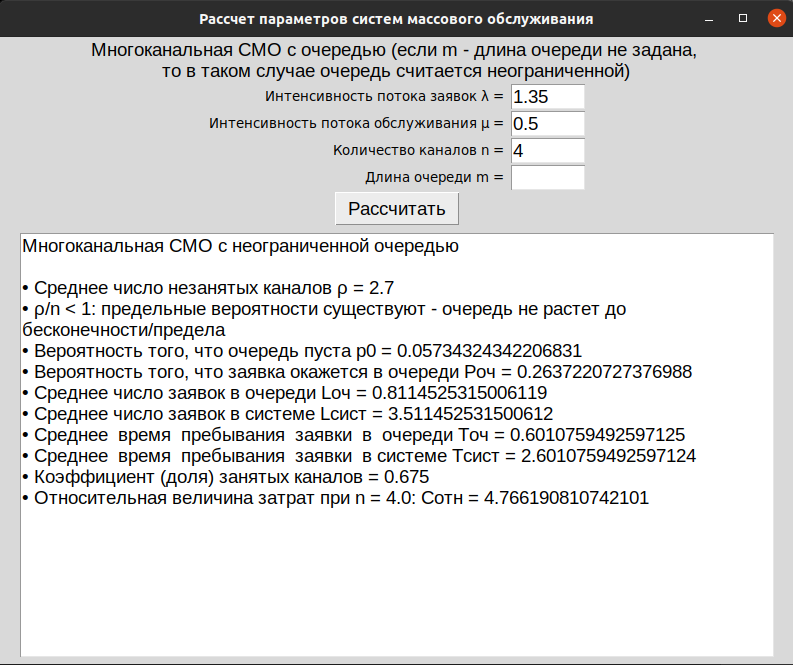 Рассчет параметров систем массового обслуживания
Многоканальная СМО с очередью (если m - длина очереди не задана,
то в таком случае очередь считается неограниченной)
Интенсивность потока заявок λ = 1.35
Интенсивность потока обслуживания μ = 0.5
Количество каналов n = 4
Длина очереди m =
Рассчитать
Многоканальная СМО с неограниченной очередью
• Среднее число незанятых каналов ρ = 2.7
• ρ/n < 1: предельные вероятности существуют - очередь не растет до
бесконечности/предела
• Вероятность того, что очередь пуста p0 = 0.05734324342206831
• Вероятность того, что заявка окажется в очереди Pоч = 0.2637220727376988
• Среднее число заявок в очереди Lоч = 0.8114525315006119
• Среднее число заявок в системе Lсист = 3.511452531500612
• Среднее время пребывания заявки в очереди Tоч = 0.6010759492597125
• Среднее время пребывания заявки в системе Tсист = 2.6010759492597124
• Коэффициент (доля) занятых каналов = 0.675
• Относительная величина затрат при n = 4.0: Cотн = 4.766190810742101